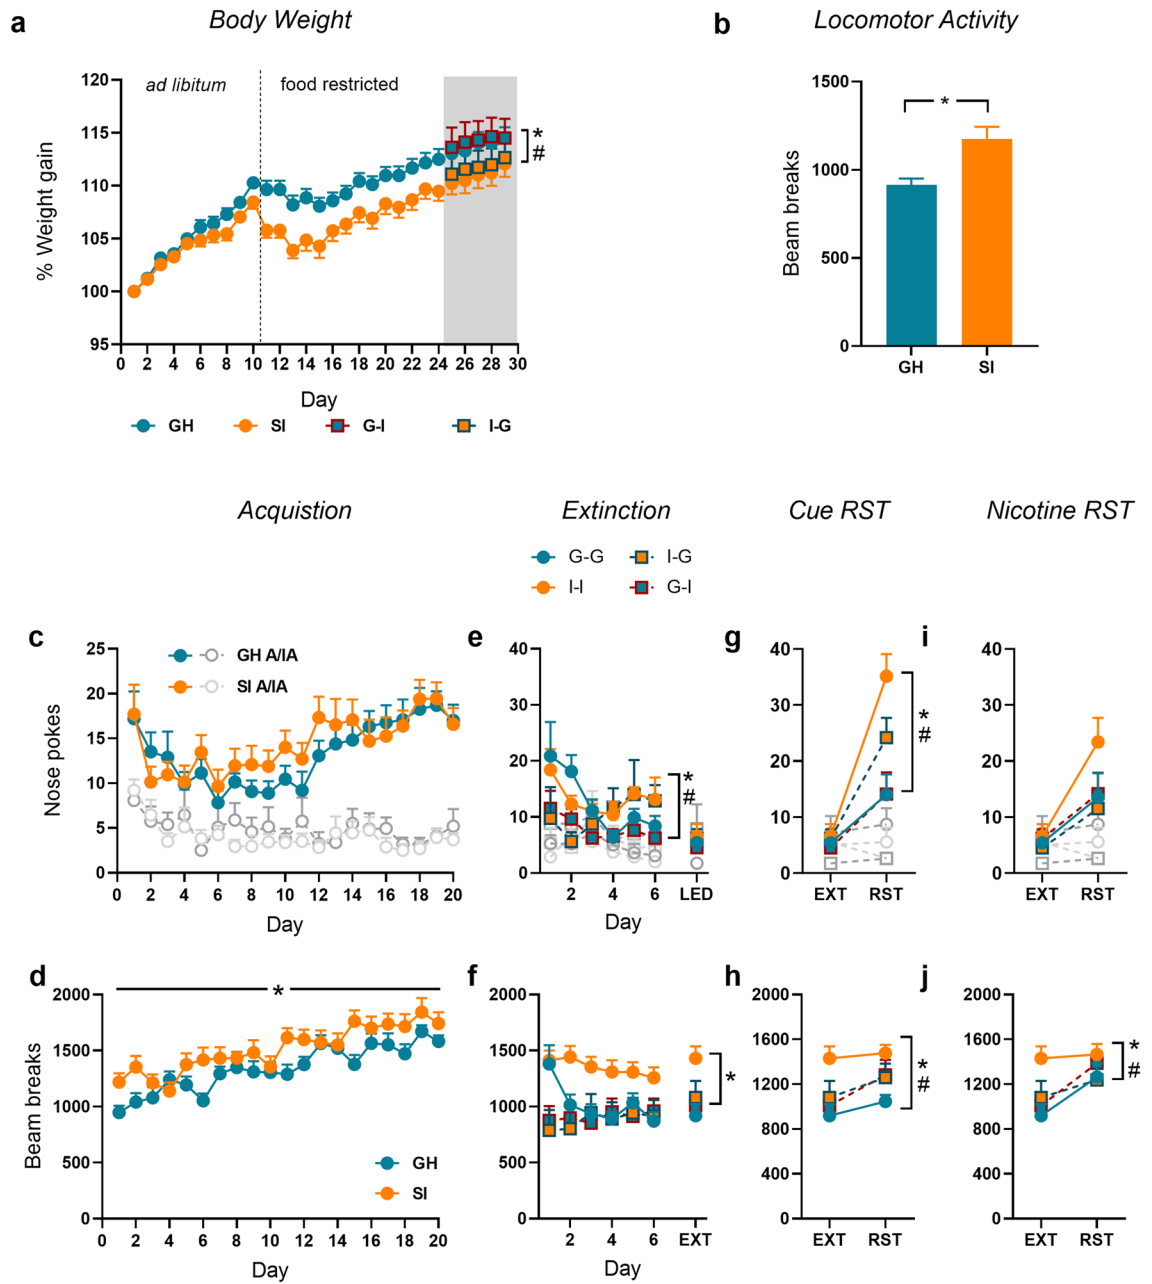 a
Body Weight
b
Locomotor Activity
120
115
110
105
100
95
% Weight gain
ad libitum
food restricted
*
#
0 2 4 6 8 10 12 14 16 18 20 22 24 26 28 30
Day
GH SI G-I I-G
1500
1000
500
0
Beam breaks
*
GH SI
Acquistion
Extinction
Cue RST
Nicotine RST
G-G I-G
I-I G-I
c
25
20
15
10
5
0
Nose pokes
GH A/IA
SI A/IA
0 2 4 6 8 10 12 14 16 18 20
Day
e
40
30
20
10
0
*
#
2 4 6 LED
Day
g
40
30
20
10
0
*
#
EXT RST
i
40
30
20
10
0
EXT RST
d
2000
1500
1000
500
0
Beam breaks
*
GH
SI
0 2 4 6 8 10 12 14 16 18 20
Day
f
2000
1500
1000
500
0
*
2 4 6 EXT
Day
h
2000
1600
1200
800
400
0
*
#
EXT RST
j
2000
1600
1200
800
400
0
*
#
EXT RST